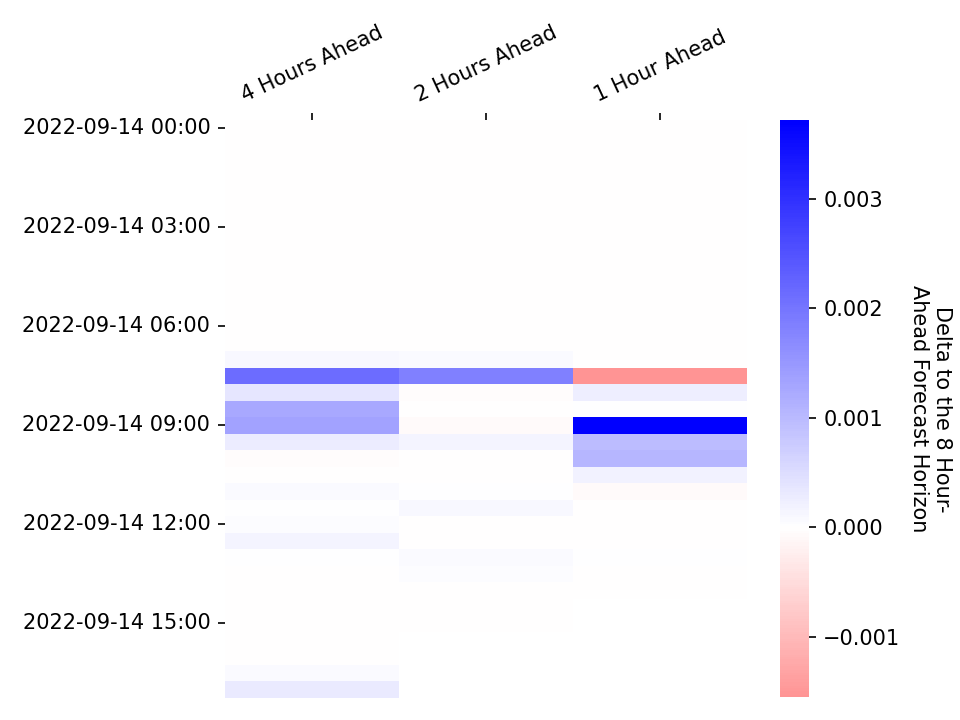 4 Hours Ahead
2 Hours Ahead
1 Hour Ahead
2022-09-14 00:00
2022-09-14 03:00
2022-09-14 06:00
2022-09-14 09:00
2022-09-14 12:00
2022-09-14 15:00
0.003
0.002
0.001
0.000
−0.001
Delta to the 8 Hour-
Ahead Forecast Horizon